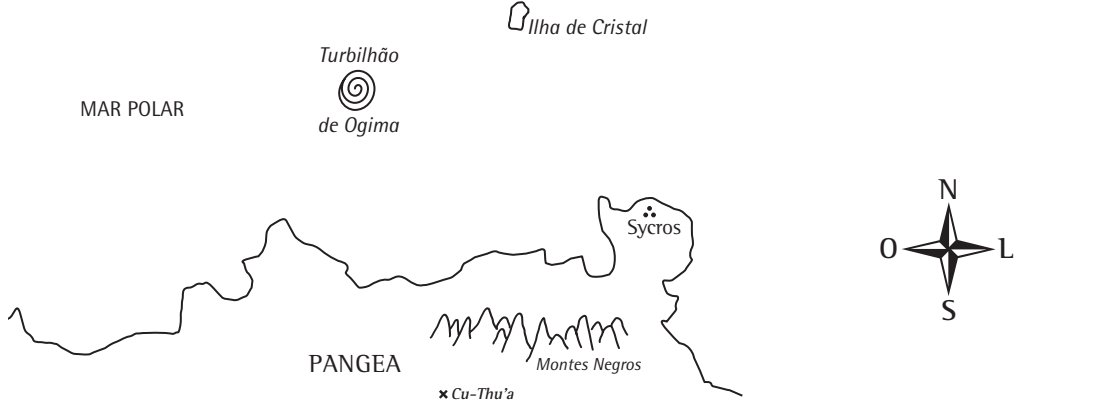 Ilha de Cristal
Turbilhão
de Ogima
MAR POLAR
Sycros
N
O
L
S
PANGEA
Montes Negros
Cu-Thu'a